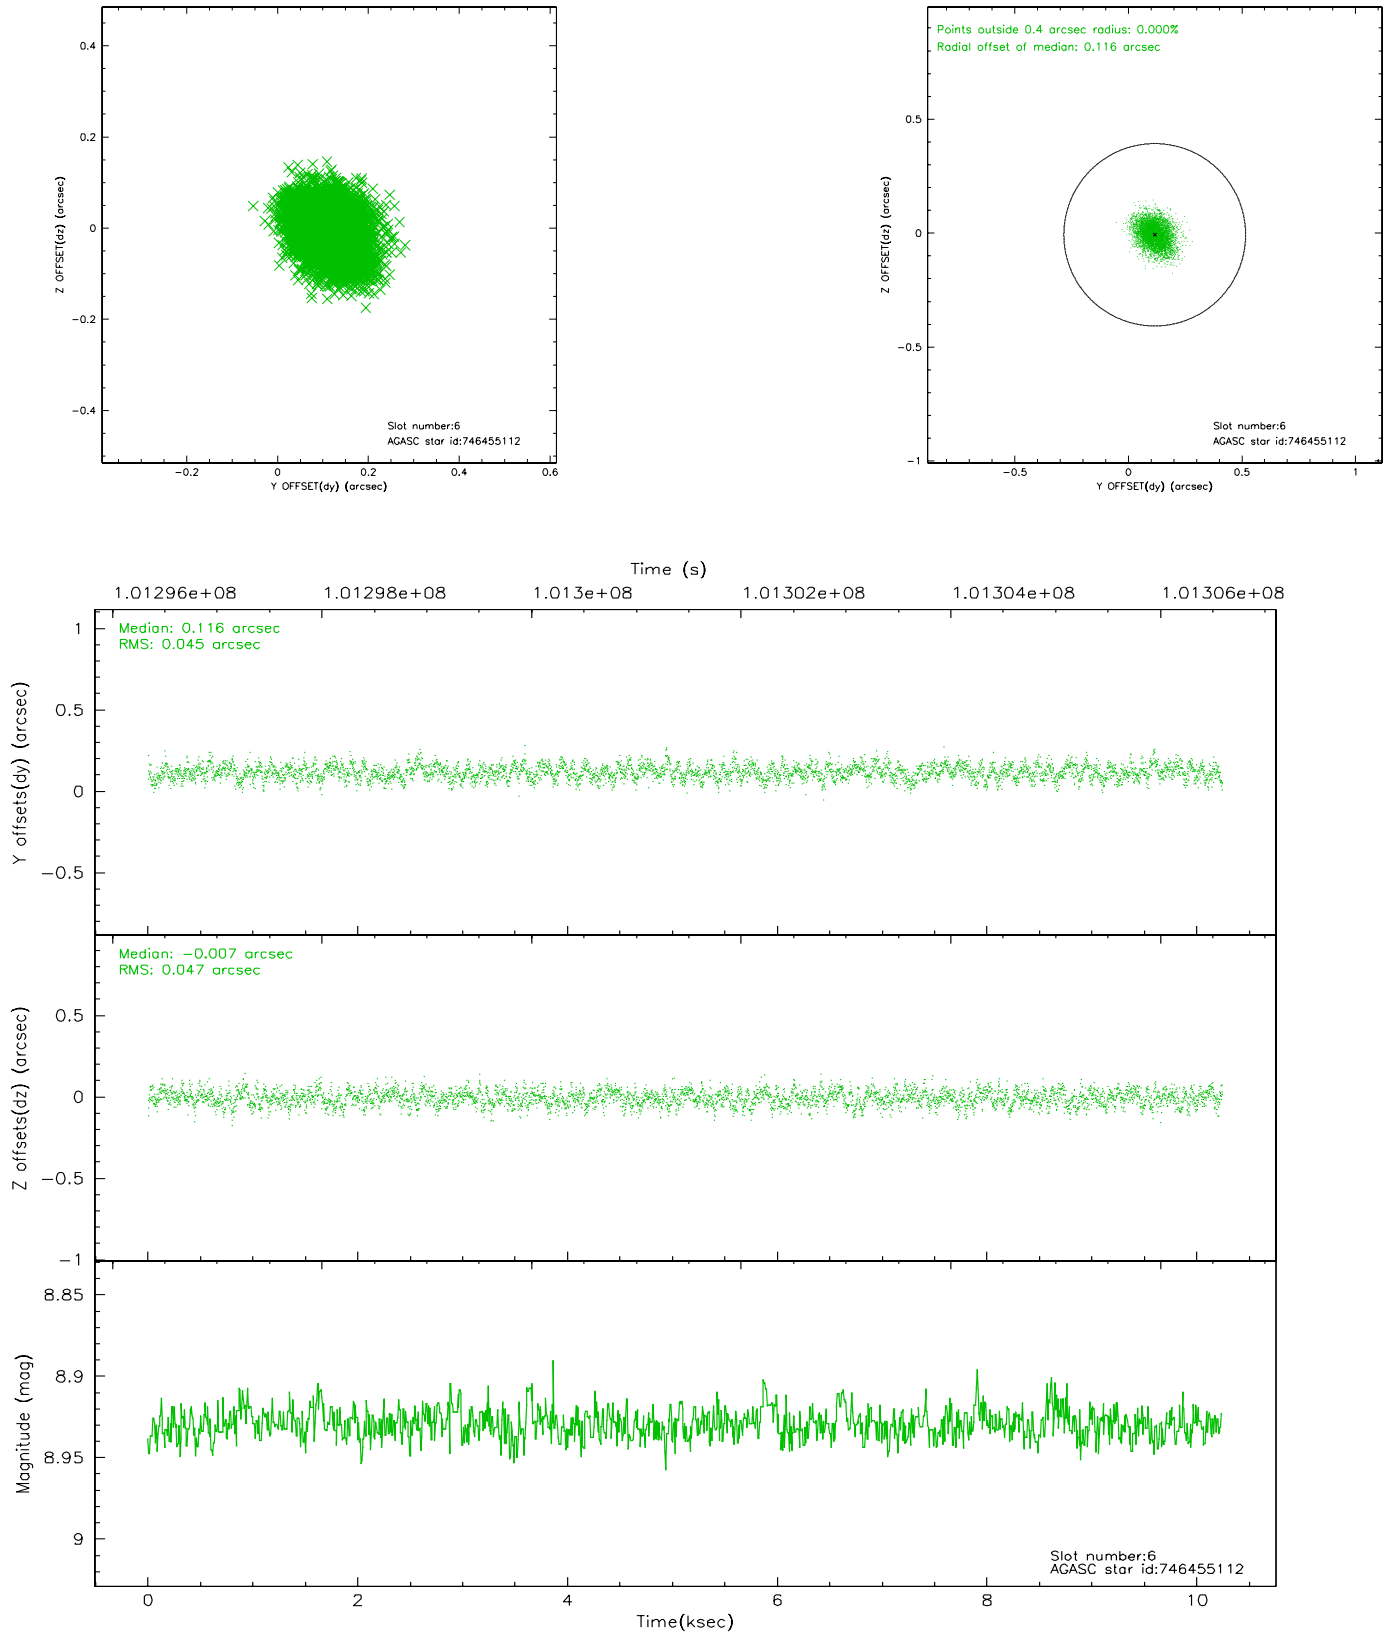 0.4
0.2
0
−0.2
−0.4
Z OFFSET(dz) (arcsec)
Slot number:6
AGASC star id:746455112
−0.2
0
0.2
0.4
0.6
Y OFFSET(dy) (arcsec)
Points outside 0.4 arcsec radius: 0.000%
Radial offset of median: 0.116 arcsec
0.5
0
−0.5
−1
Z OFFSET(dz) (arcsec)
Slot number:6
AGASC star id:746455112
−0.5
0
0.5
1
Y OFFSET(dy) (arcsec)
Time (s)
1.01296e+08
1.01298e+08
1.013e+08
1.01302e+08
1.01304e+08
1.01306e+08
Median: 0.116 arcsec
RMS: 0.045 arcsec
1
0.5
0
−0.5
Y offsets(dy) (arcsec)
Median: −0.007 arcsec
RMS: 0.047 arcsec
0.5
0
−0.5
−1
Z offsets(dz) (arcsec)
8.85
8.9
8.95
9
Magnitude (mag)
Slot number:6
AGASC star id:746455112
0
2
4
6
8
10
Time(ksec)